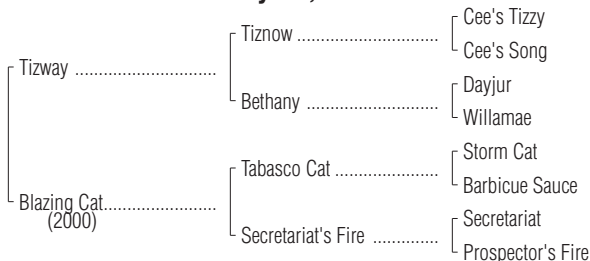 Cee's Tizzy
Tiznow ........................................
Cee's Song
Tizway ........................................
Dayjur
Bethany ........................................
Willamae
Storm Cat
Tabasco Cat ........................................
Barbicue Sauce
Blazing Cat........................................
(2000)
Secretariat
Secretariat's Fire ........................................
Prospector's Fire